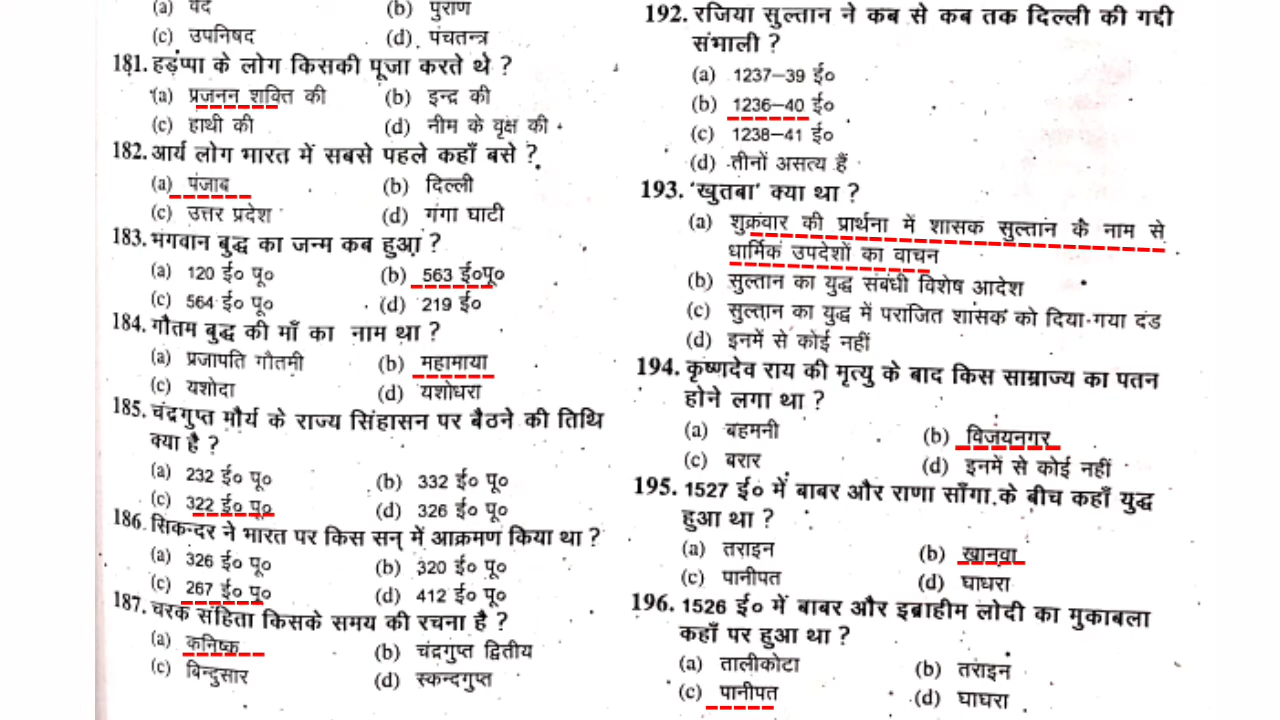 (a) वेद (b) पुराण
(c) उपनिषद (d) पंचतन्त्र
181. हड़प्पा के लोग किसकी पूजा करते थे ?
(a) प्रजनन शक्ति की (b) इन्द्र की
(c) हाथी की (d) नीम के वृक्ष की
182. आर्य लोग भारत में सबसे पहले कहाँ बसे ?
(a) पंजाब (b) दिल्ली
(c) उत्तर प्रदेश (d) गंगा घाटी
183. भगवान बुद्ध का जन्म कब हुआ ?
(a) 120 ई० पू० (b) 563 ई०पू०
(c) 564 ई० पू० (d) 219 ई०
184. गौतम बुद्ध की माँ का नाम था ?
(a) प्रजापति गौतमी (b) महामाया
(c) यशोदा (d) यशोधरा
185. चंद्रगुप्त मौर्य के राज्य सिंहासन पर बैठने की तिथि
क्या है ?
(a) 232 ई० पू० (b) 332 ई० पू०
(c) 322 ई० पू० (d) 326 ई० पू०
186. सिकन्दर ने भारत पर किस सन् में आक्रमण किया था ?
(a) 326 ई० पू० (b) 320 ई० पू०
(c) 267 ई० पू० (d) 412 ई० पू०
187. चरक संहिता किसके समय की रचना है ?
(a) कनिष्क (b) चंद्रगुप्त द्वितीय
(c) बिन्दुसार (d) स्कन्दगुप्त
192. रजिया सुल्तान ने कब से कब तक दिल्ली की गद्दी
संभाली ?
(a) 1237–39 ई०
(b) 1236–40 ई०
(c) 1238–41 ई०
(d) तीनों असत्य हैं
193. 'खुतबा' क्या था ?
(a) शुक्रवार की प्रार्थना में शासक सुल्तान के नाम से
धार्मिक उपदेशों का वाचन
(b) सुल्तान का युद्ध संबंधी विशेष आदेश
(c) सुल्तान का युद्ध में पराजित शासक को दिया गया दंड
(d) इनमें से कोई नहीं
194. कृष्णदेव राय की मृत्यु के बाद किस साम्राज्य का पतन
होने लगा था ?
(a) बहमनी (b) विजयनगर
(c) बरार (d) इनमें से कोई नहीं
195. 1527 ई० में बाबर और राणा साँगा के बीच कहाँ युद्ध
हुआ था ?
(a) तराइन (b) खानवा
(c) पानीपत (d) घाघरा
196. 1526 ई० में बाबर और इब्राहीम लोदी का मुकाबला
कहाँ पर हुआ था ?
(a) तालीकोटा (b) तराइन
(c) पानीपत (d) घाघरा